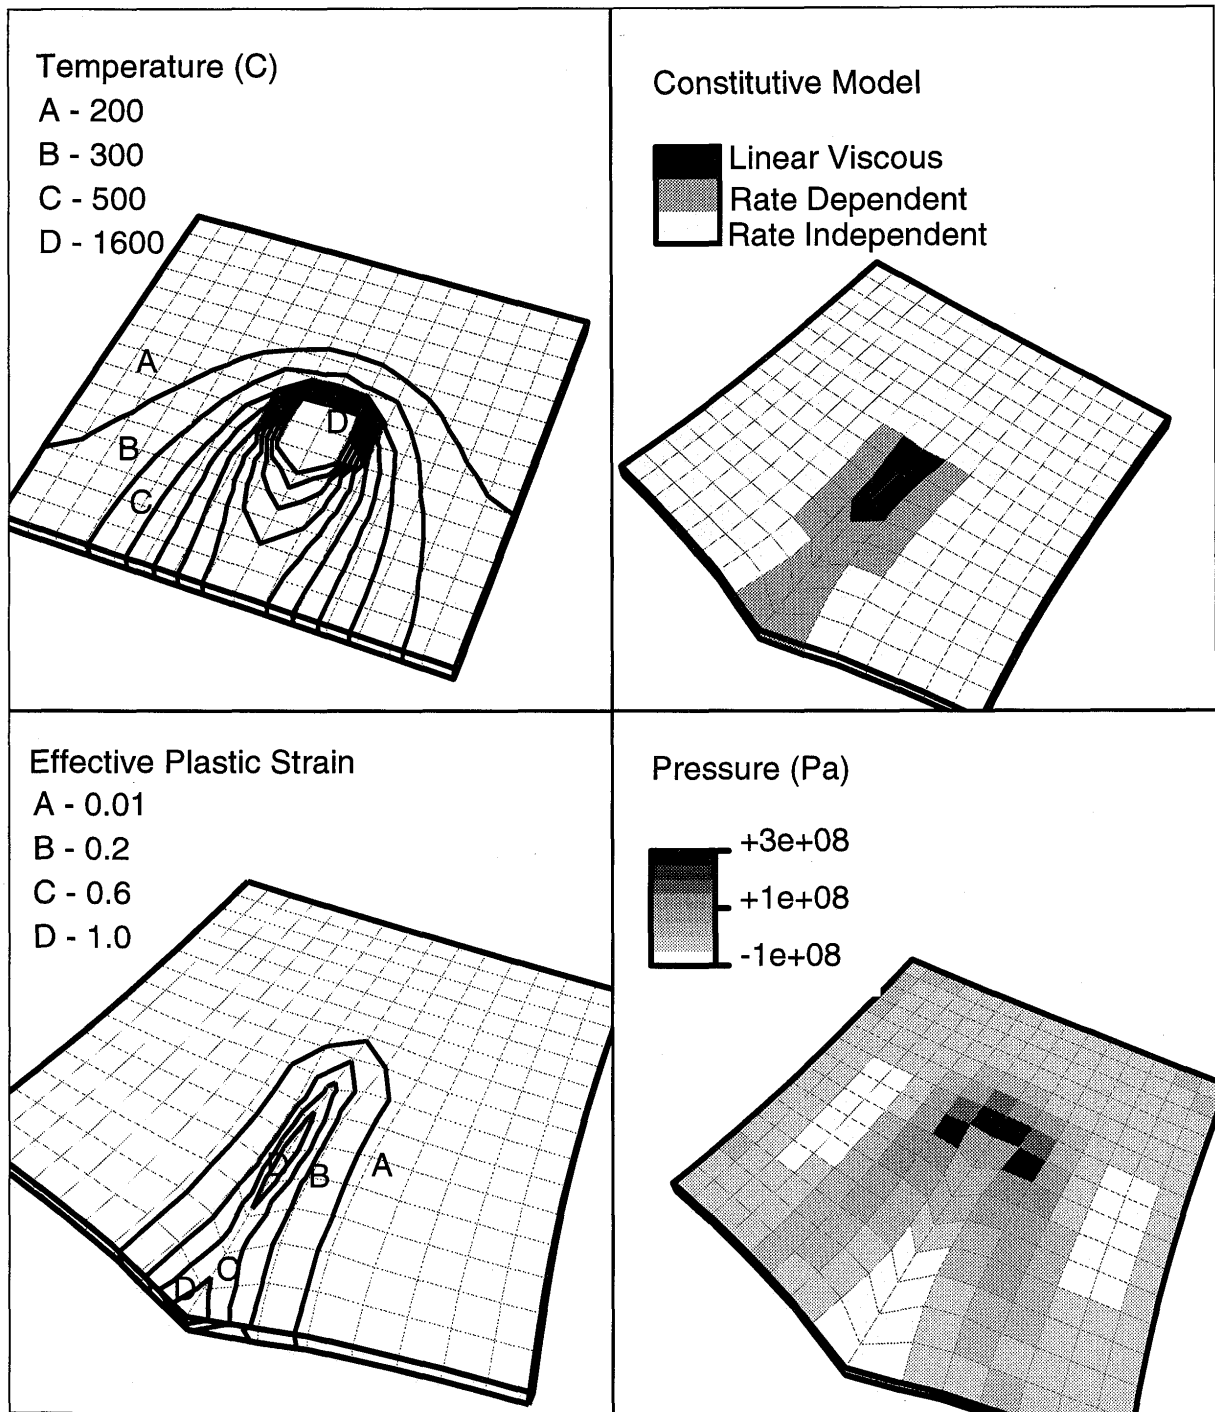 Temperature (C)
A - 200
B - 300
C - 500
D - 1600
A
B
C
D
Constitutive Model
Linear Viscous
Rate Dependent
Rate Independent
Effective Plastic Strain
A - 0.01
B - 0.2
C - 0.6
D - 1.0
D
B
A
C
D
Pressure (Pa)
+3e+08
+1e+08
-1e+08